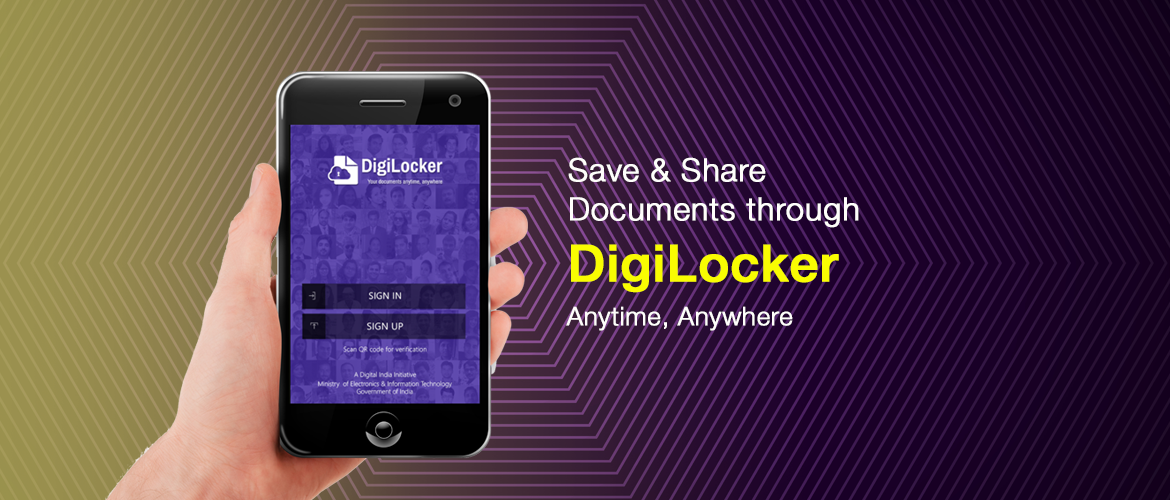 DigiLocker
Your documents anytime, anywhere
SIGN IN
SIGN UP
Scan QR code for verification
A Digital India Initiative
Ministry of Electronics & Information Technology
Government of India.
Save & Share
Documents through
DigiLocker
Anytime, Anywhere